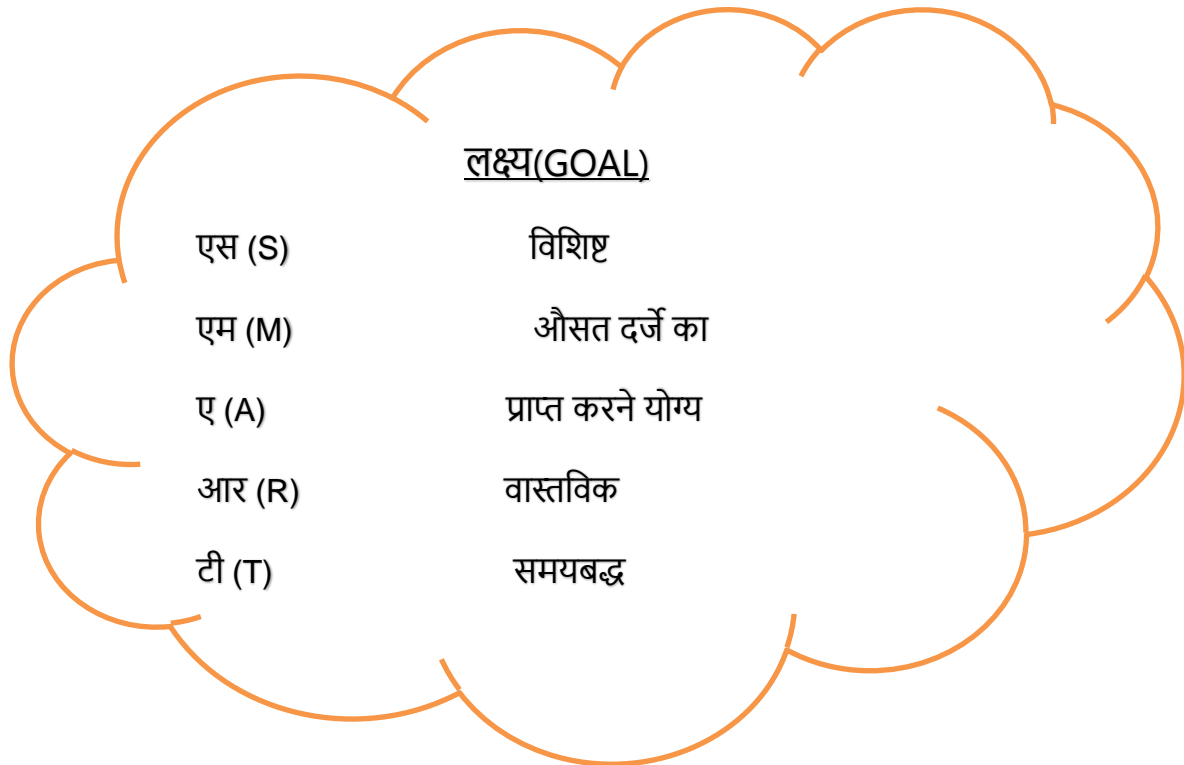 लक्ष्य(GOAL)
एस (S) विशिष्ट
एम (M) औसत दर्जे का
ए (A) प्राप्त करने योग्य
आर (R) वास्तविक
टी (T) समयबद्ध